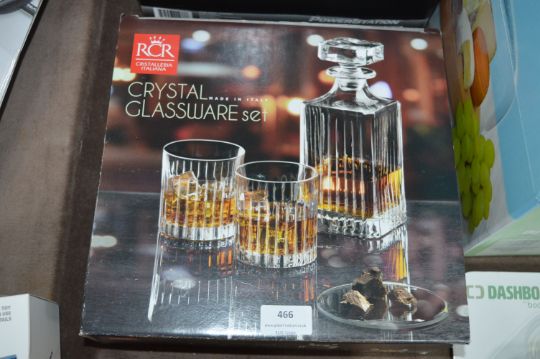 POWERSTATION
RCR
CRISTALLERIA
ITALIANA
CRYSTAL
MADE IN ITALY
GLASSWARE set
466
DASHBO